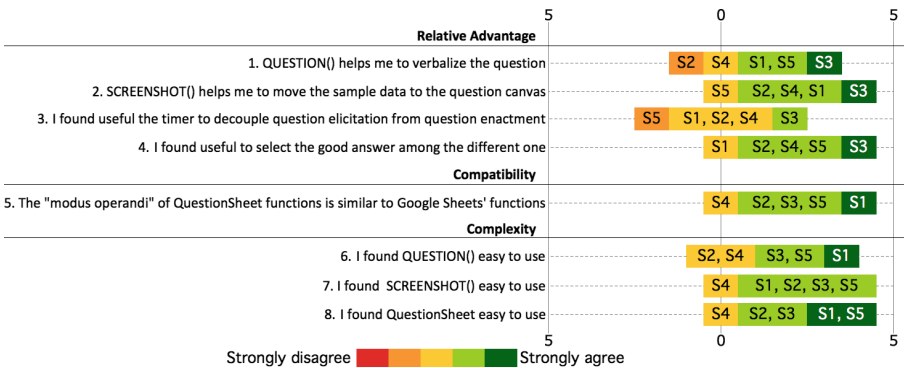 5 0 5
Relative Advantage
1. QUESTION() helps me to verbalize the question S2 S4 S1, S5 S3
2. SCREENSHOT() helps me to move the sample data to the question canvas S5 S2, S4, S1 S3
3. I found useful the timer to decouple question elicitation from question enactment S5 S1, S2, S4 S3
4. I found useful to select the good answer among the different one S1 S2, S4, S5 S3
Compatibility
5. The "modus operandi" of QuestionSheet functions is similar to Google Sheets' functions S4 S2, S3, S5 S1
Complexity
6. I found QUESTION() easy to use S2, S4 S3, S5 S1
7. I found SCREENSHOT() easy to use S4 S1, S2, S3, S5
8. I found QuestionSheet easy to use S4 S2, S3 S1, S5
5 0 5
Strongly disagree Strongly agree